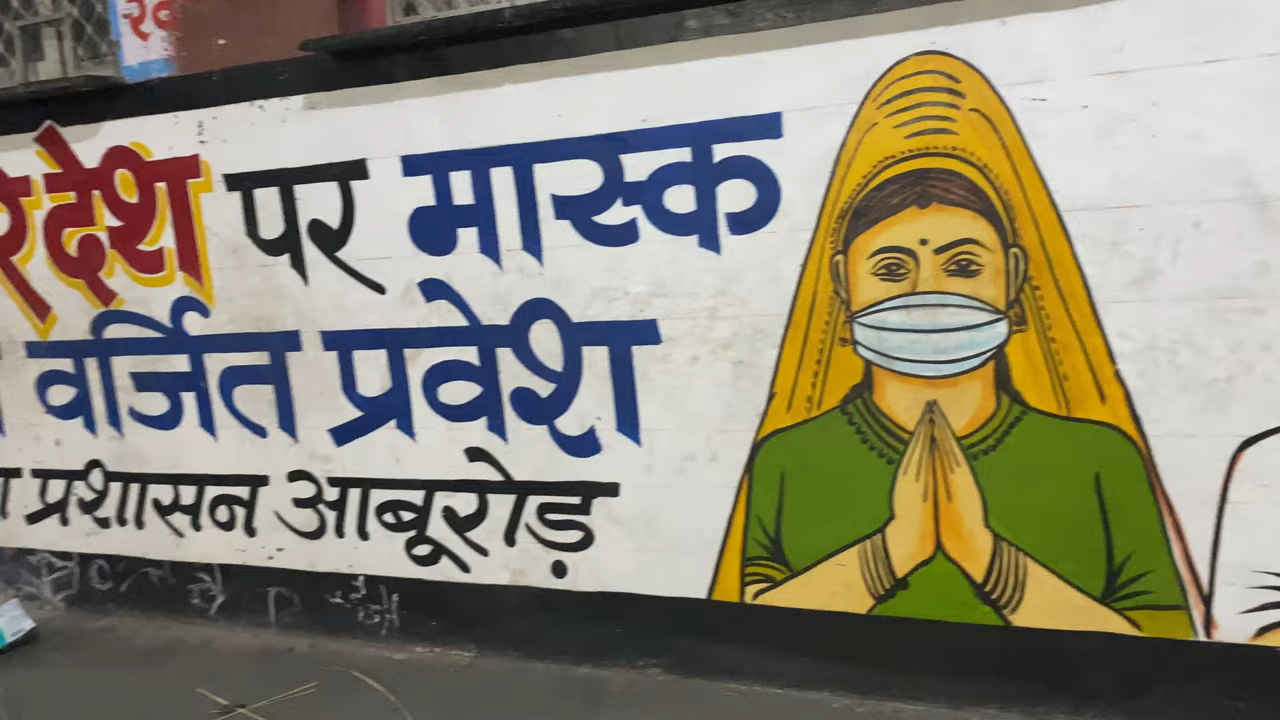 पर मास्क
वर्जित प्रवेश
प्रशासन आबूरोड़